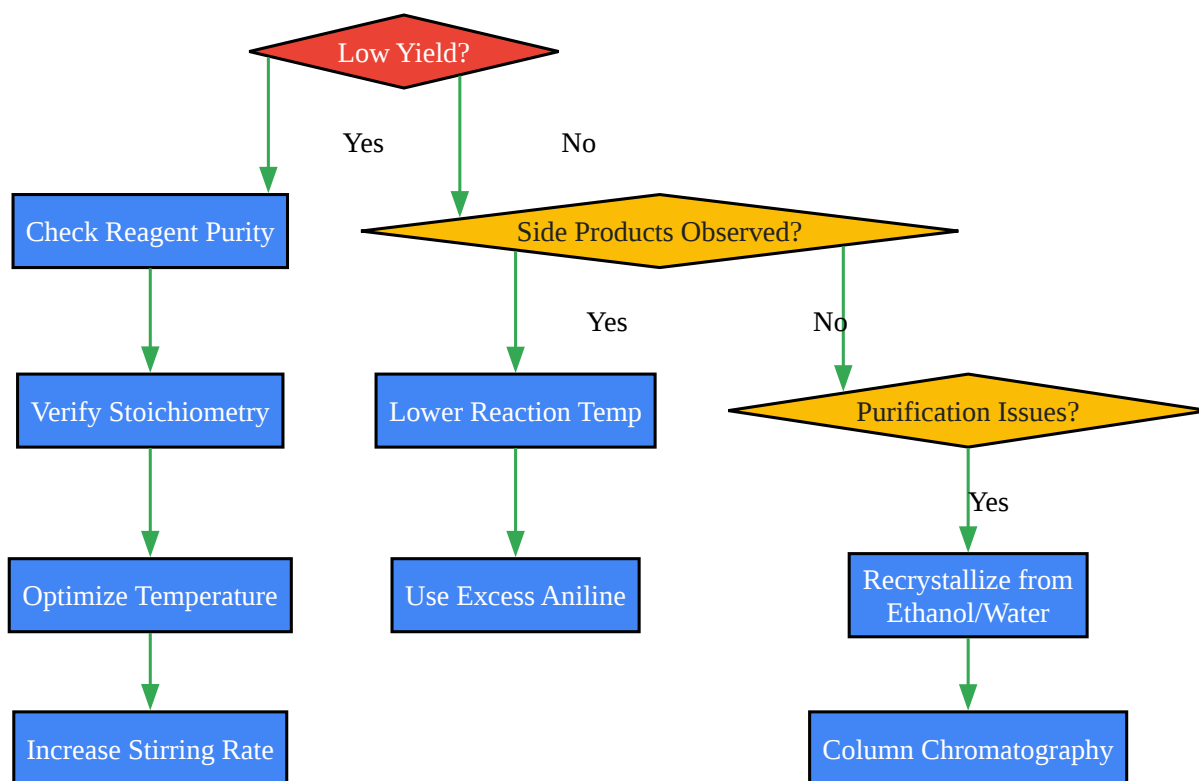 Low Yield?
Yes
No
Check Reagent Purity
Side Products Observed?
Yes
No
Verify Stoichiometry
Lower Reaction Temp
Purification Issues?
Yes
Optimize Temperature
Use Excess Aniline
Recrystallize from
Ethanol/Water
Increase Stirring Rate
Column Chromatography